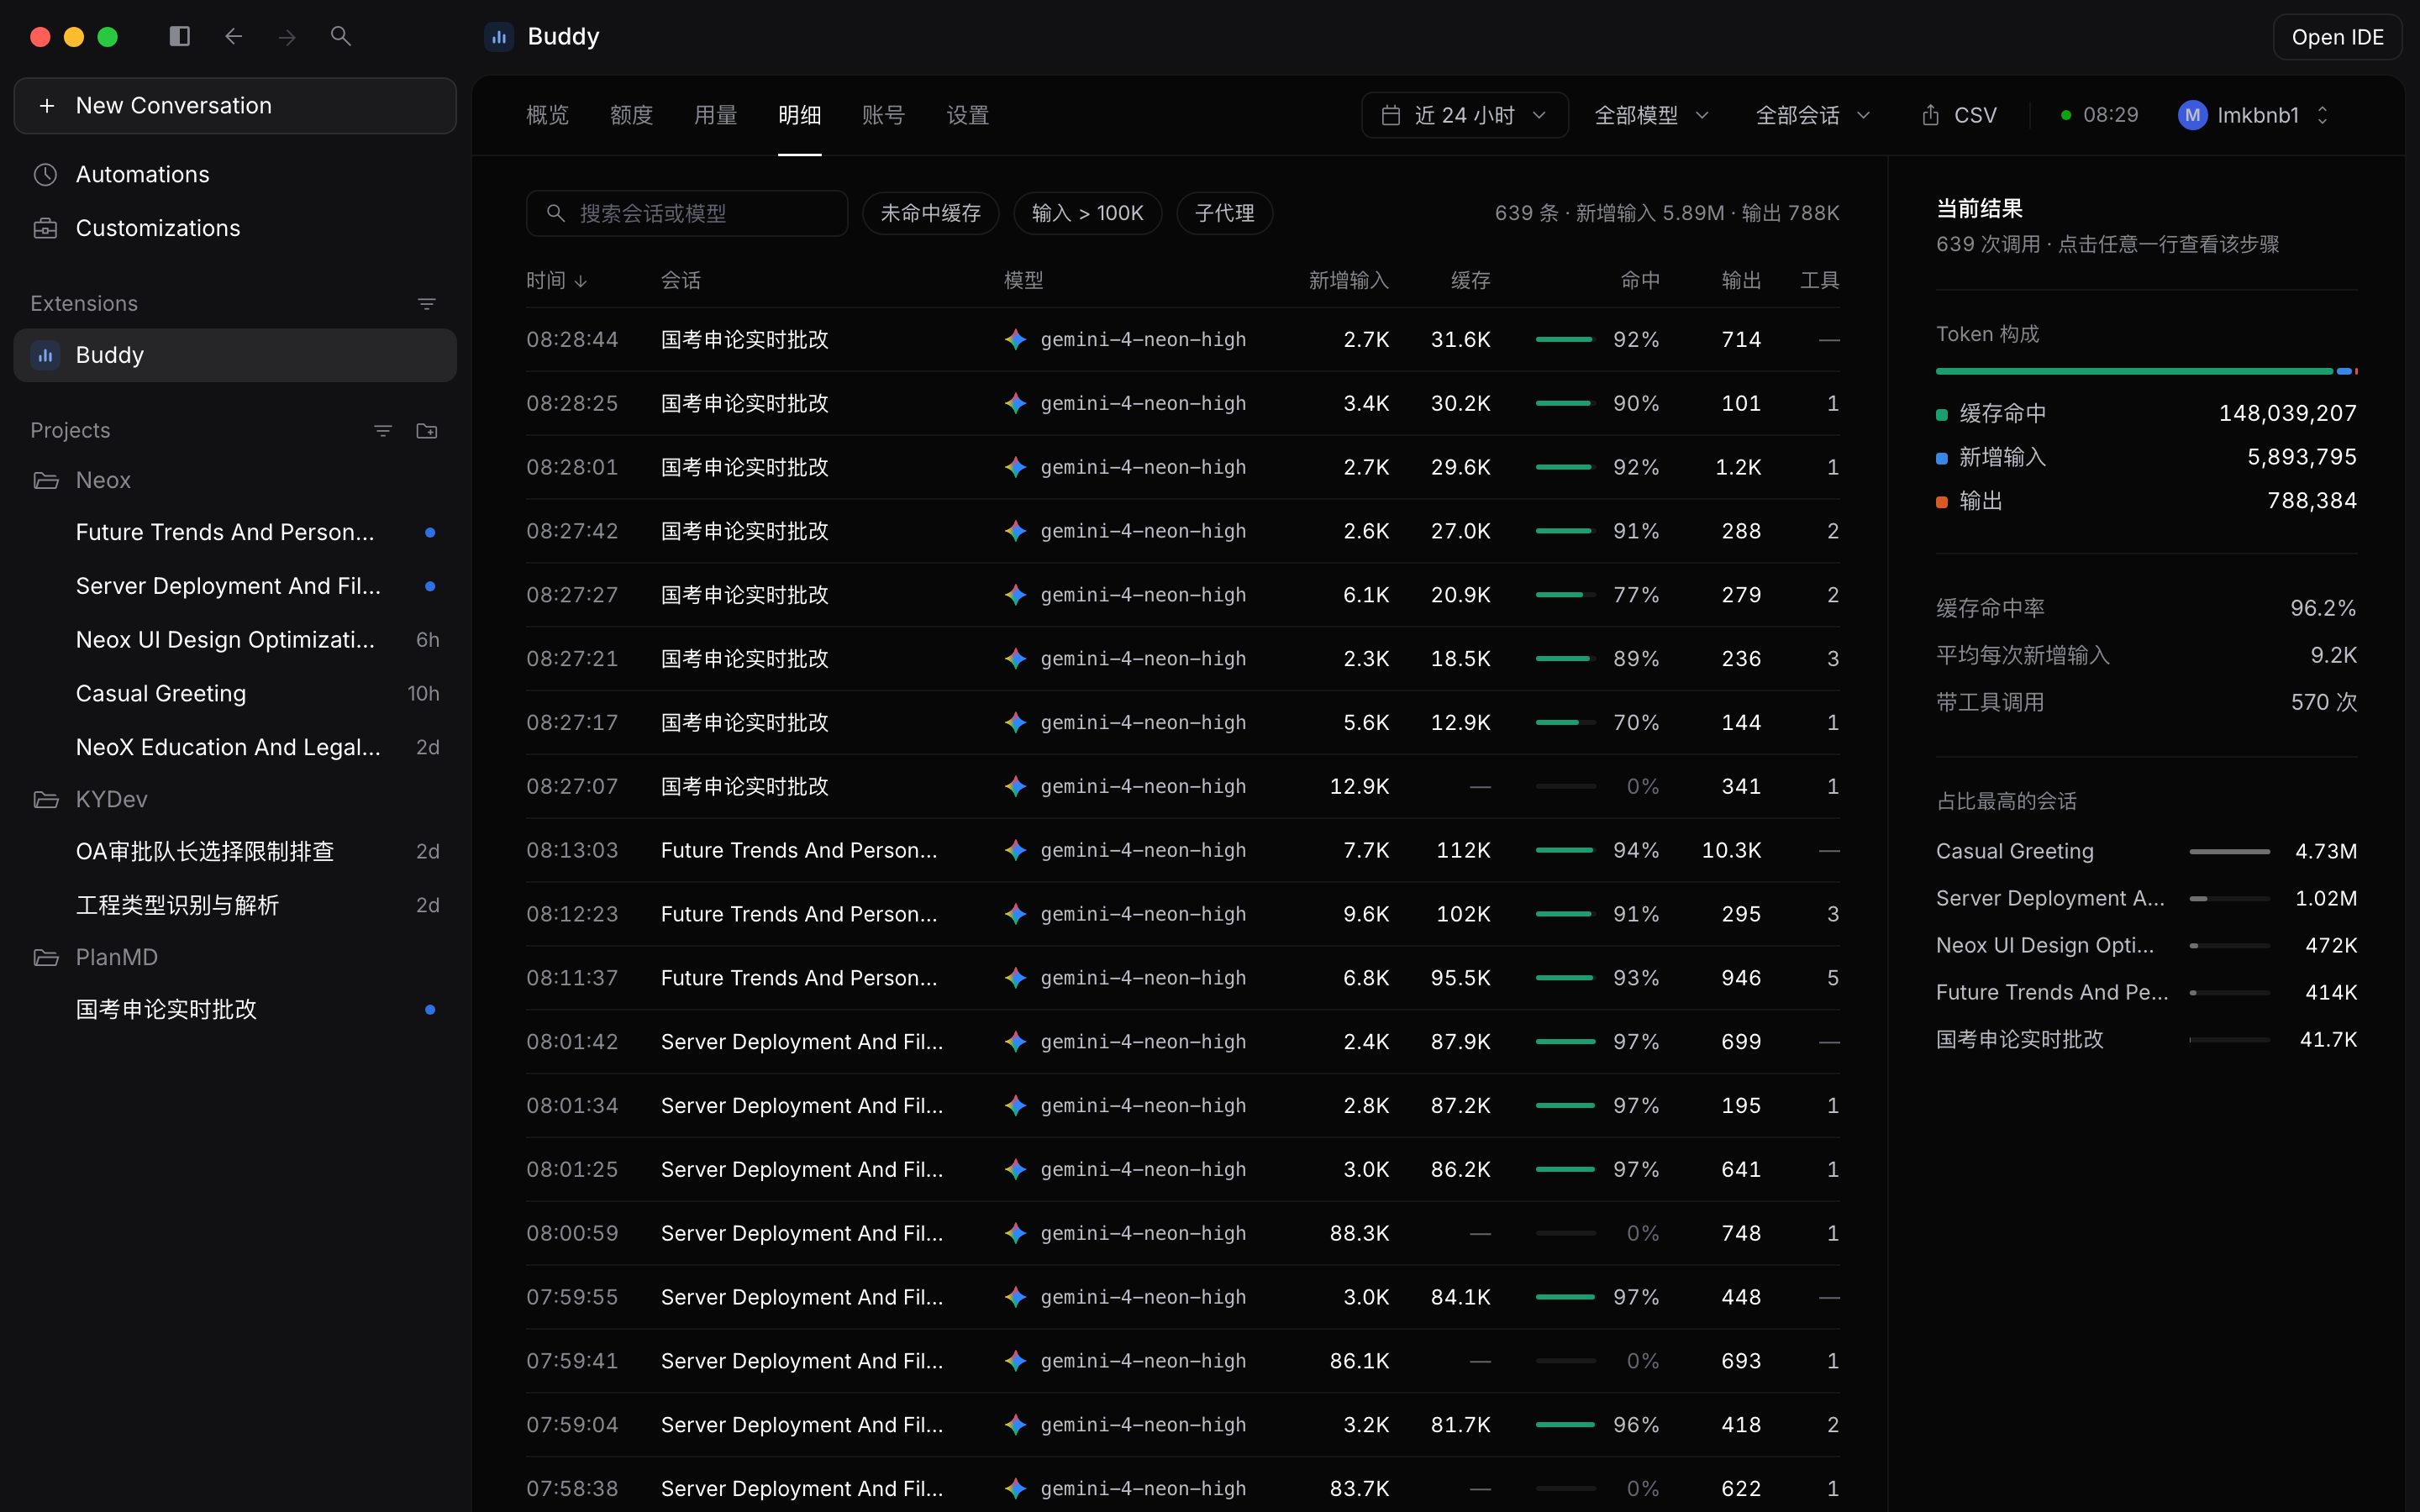 Buddy
Open IDE
New Conversation
Automations
Customizations
Extensions
Buddy
Projects
Neox
Future Trends And Person...
Server Deployment And Fil...
Neox UI Design Optimizati... 6h
Casual Greeting 10h
NeoX Education And Legal... 2d
KYDev
OA审批队长选择限制排查 2d
工程类型识别与解析 2d
PlanMD
国考申论实时批改
概览 额度 用量 明细 账号 设置 近 24 小时 全部模型 全部会话 CSV 08:29 M lmkbnb1
搜索会话或模型 未命中缓存 输入 > 100K 子代理 639 条 · 新增输入 5.89M · 输出 788K
时间 ↓ 会话 模型 新增输入 缓存 命中 输出 工具
08:28:44 国考申论实时批改 gemini-4-neon-high 2.7K 31.6K 92% 714 —
08:28:25 国考申论实时批改 gemini-4-neon-high 3.4K 30.2K 90% 101 1
08:28:01 国考申论实时批改 gemini-4-neon-high 2.7K 29.6K 92% 1.2K 1
08:27:42 国考申论实时批改 gemini-4-neon-high 2.6K 27.0K 91% 288 2
08:27:27 国考申论实时批改 gemini-4-neon-high 6.1K 20.9K 77% 279 2
08:27:21 国考申论实时批改 gemini-4-neon-high 2.3K 18.5K 89% 236 3
08:27:17 国考申论实时批改 gemini-4-neon-high 5.6K 12.9K 70% 144 1
08:27:07 国考申论实时批改 gemini-4-neon-high 12.9K — 0% 341 1
08:13:03 Future Trends And Person... gemini-4-neon-high 7.7K 112K 94% 10.3K —
08:12:23 Future Trends And Person... gemini-4-neon-high 9.6K 102K 91% 295 3
08:11:37 Future Trends And Person... gemini-4-neon-high 6.8K 95.5K 93% 946 5
08:01:42 Server Deployment And Fil... gemini-4-neon-high 2.4K 87.9K 97% 699 —
08:01:34 Server Deployment And Fil... gemini-4-neon-high 2.8K 87.2K 97% 195 1
08:01:25 Server Deployment And Fil... gemini-4-neon-high 3.0K 86.2K 97% 641 1
08:00:59 Server Deployment And Fil... gemini-4-neon-high 88.3K — 0% 748 1
07:59:55 Server Deployment And Fil... gemini-4-neon-high 3.0K 84.1K 97% 448 —
07:59:41 Server Deployment And Fil... gemini-4-neon-high 86.1K — 0% 693 1
07:59:04 Server Deployment And Fil... gemini-4-neon-high 3.2K 81.7K 96% 418 2
07:58:38 Server Deployment And Fil... gemini-4-neon-high 83.7K — 0% 622 1
当前结果
639 次调用 · 点击任意一行查看该步骤
Token 构成
缓存命中 148,039,207
新增输入 5,893,795
输出 788,384
缓存命中率 96.2%
平均每次新增输入 9.2K
带工具调用 570 次
占比最高的会话
Casual Greeting 4.73M
Server Deployment A... 1.02M
Neox UI Design Opti... 472K
Future Trends And Pe... 414K
国考申论实时批改 41.7K